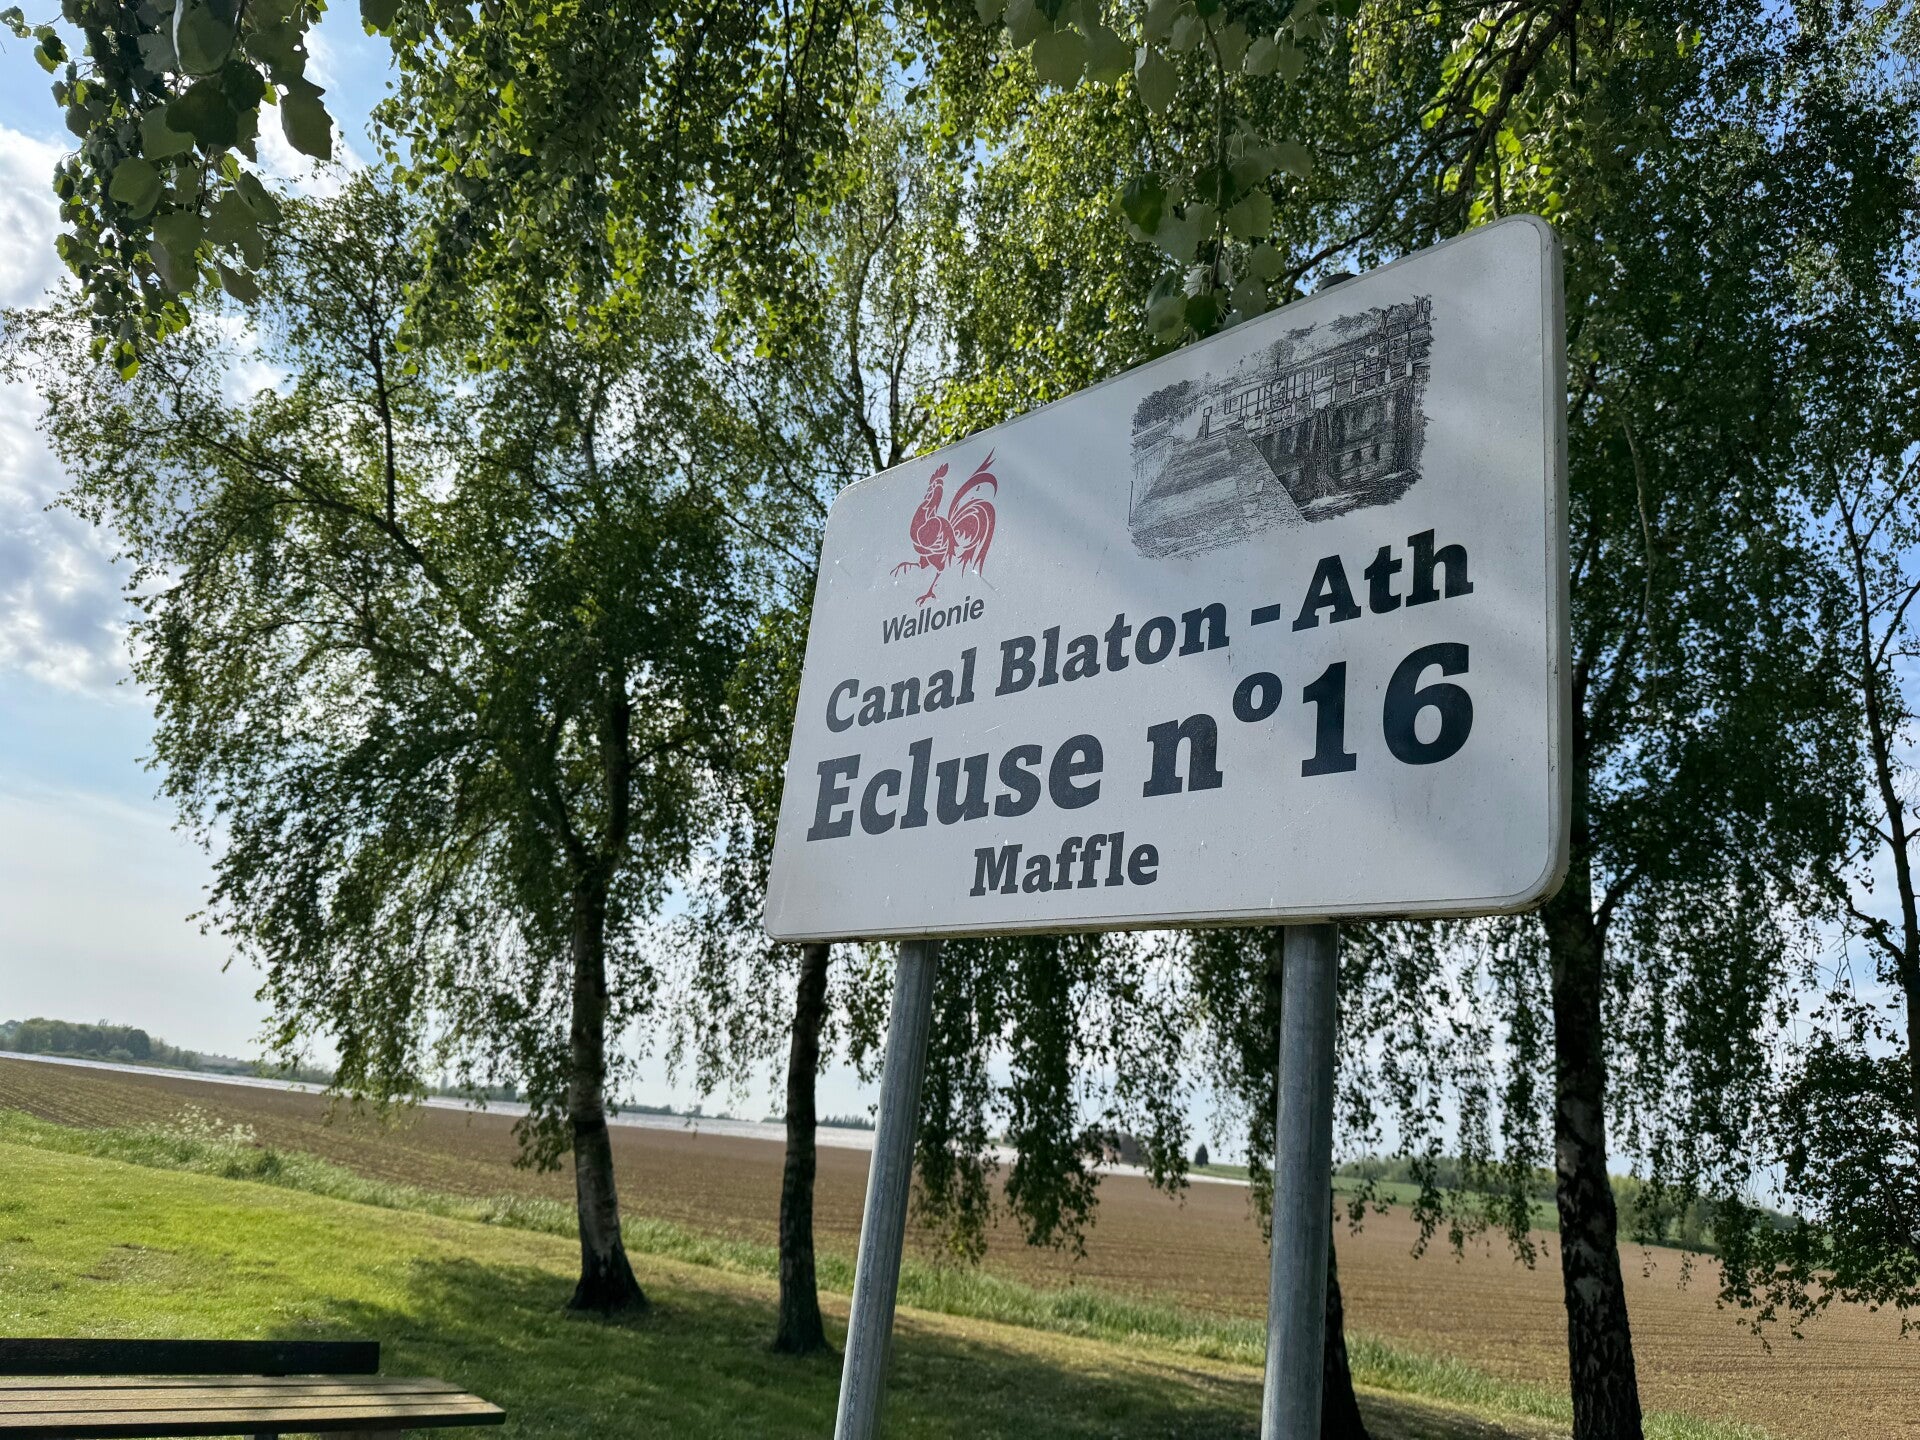 Wallonie
Canal Blaton - Ath
Ecluse n°16
Maffle